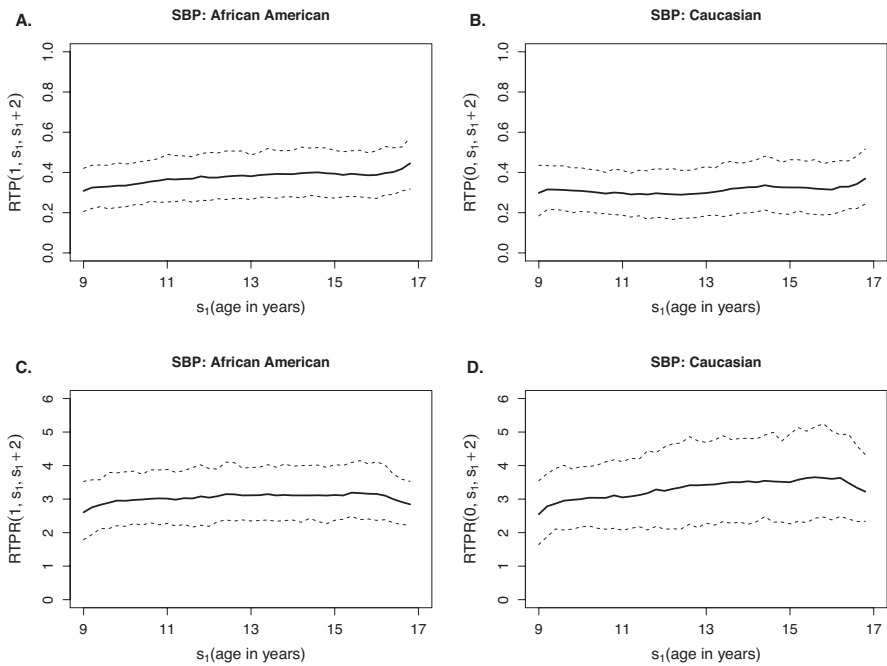 A.
SBP: African American
RTP(1, s₁, s₁ + 2)
1.0
0.8
0.6
0.4
0.2
0.0
9 11 13 15 17
s₁(age in years)
B.
SBP: Caucasian
RTP(0, s₁, s₁ + 2)
1.0
0.8
0.6
0.4
0.2
0.0
9 11 13 15 17
s₁(age in years)
C.
SBP: African American
RTPR(1, s₁, s₁ + 2)
6
5
4
3
2
1
0
9 11 13 15 17
s₁(age in years)
D.
SBP: Caucasian
RTPR(0, s₁, s₁ + 2)
6
5
4
3
2
1
0
9 11 13 15 17
s₁(age in years)